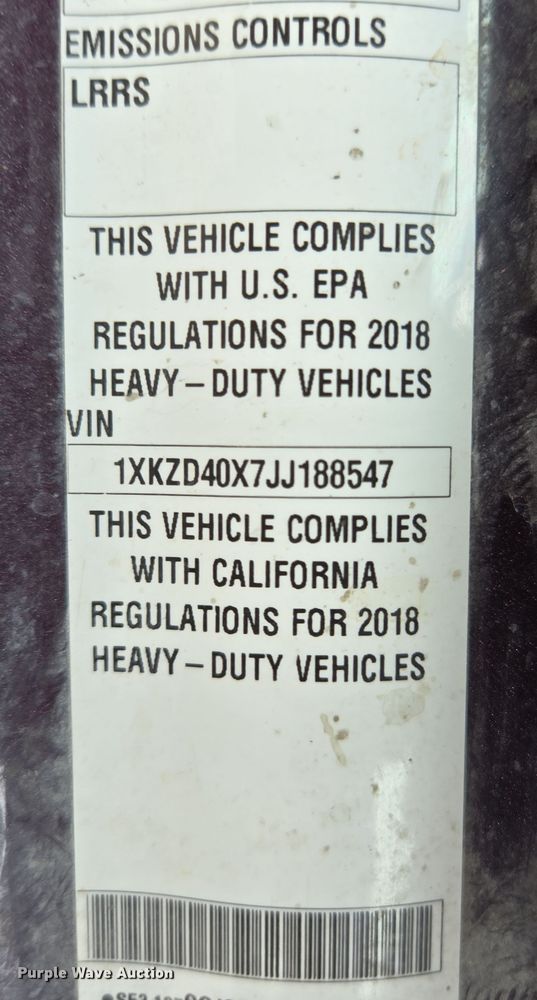 EMISSIONS CONTROLS
LRRS
THIS VEHICLE COMPLIES
WITH U.S. EPA
REGULATIONS FOR 2018
HEAVY-DUTY VEHICLES
VIN
1XKZD40X7JJ188547
THIS VEHICLE COMPLIES
WITH CALIFORNIA
REGULATIONS FOR 2018
HEAVY-DUTY VEHICLES
Purple Wave Auction